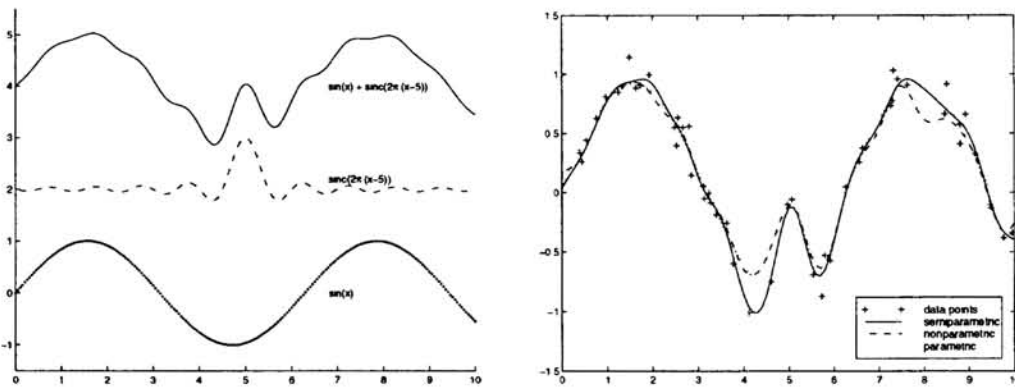 5
4
3
2
1
0
−1
0 1 2 3 4 5 6 7 8 9 10
sin(x) + sinc(2π (x−5))
sinc(2π (x−5))
sin(x)
1.5
1
0.5
0
−0.5
−1
−1.5
0 1 2 3 4 5 6 7 8 9 10
data points
semiparametric
nonparametric
parametric